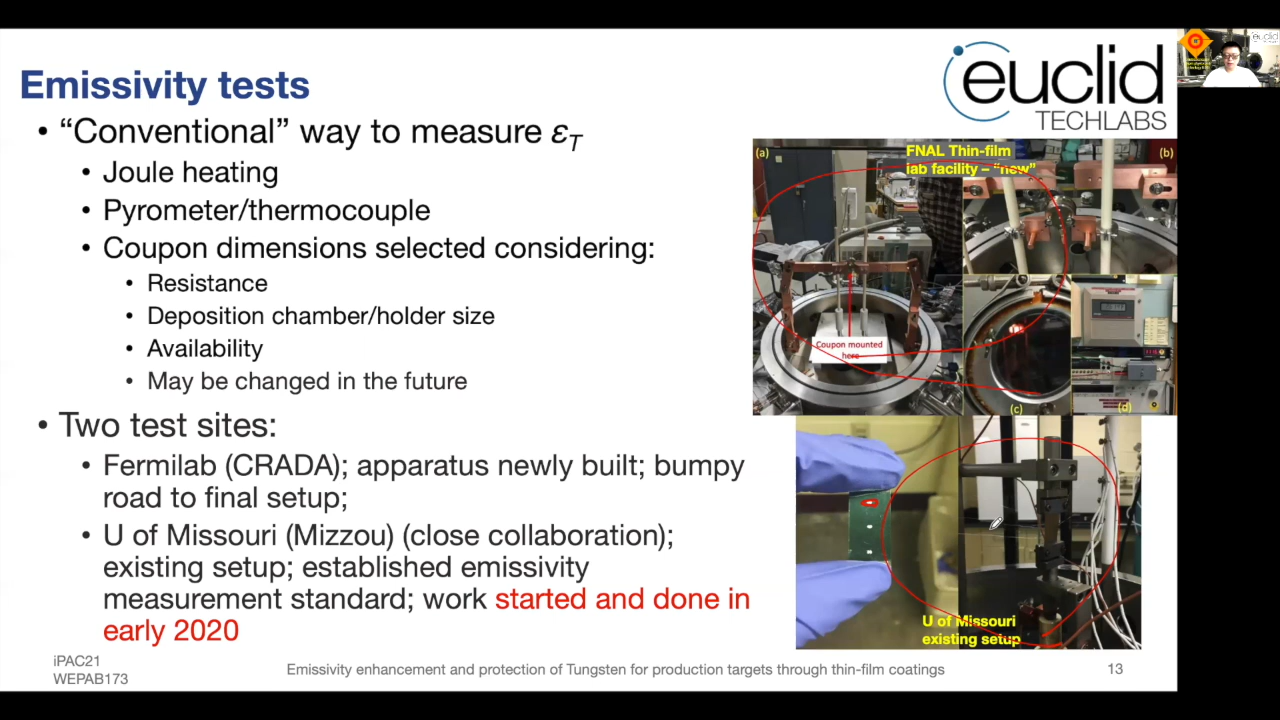 Emissivity tests
• “Conventional” way to measure εT
• Joule heating
• Pyrometer/thermocouple
• Coupon dimensions selected considering:
• Resistance
• Deposition chamber/holder size
• Availability
• May be changed in the future
• Two test sites:
• Fermilab (CRADA); apparatus newly built; bumpy
road to final setup;
• U of Missouri (Mizzou) (close collaboration);
existing setup; established emissivity
measurement standard; work started and done in
early 2020
euclid
TECHLABS
(a)
FNAL Thin-film
lab facility – “new”
(b)
Coupon mounted
here
(c)
(d)
U of Missouri
existing setup
iPAC21
WEPAB173
Emissivity enhancement and protection of Tungsten for production targets through thin-film coatings
13
euclid